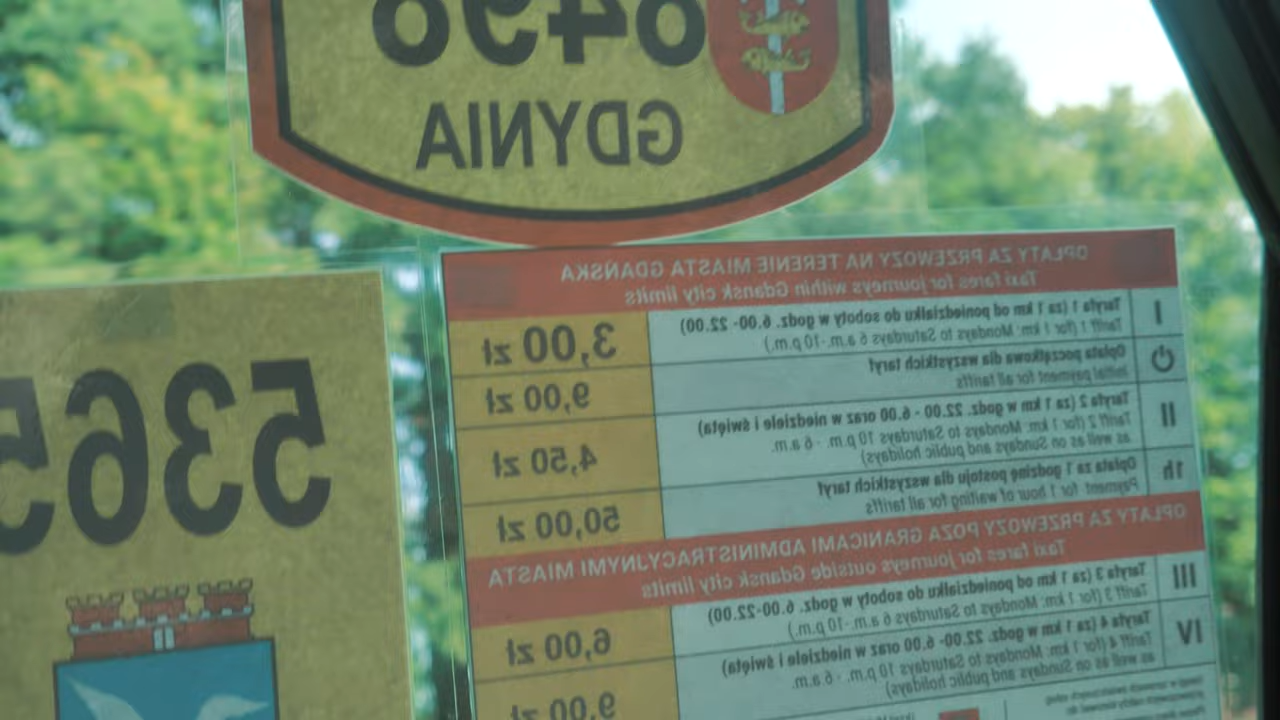 8498
GDYNIA
5365
OPŁATY ZA PRZEWOZY NA TERENIE MIASTA GDAŃSKA
Taxi fares for journeys within Gdansk city limits
I Taryfa 1 (za 1 km od poniedziałku do soboty w godz. 6.00 -22.00) 3,00 zł
Tariff 1 (for 1 km: Mondays to Saturdays 6 a.m.-10 p.m.)
Opłata początkowa dla wszystkich taryf 9,00 zł
Initial payment for all tariffs
II Taryfa 2 (za 1 km w godz. 22.00 - 6.00 oraz w niedziele i święta) 4,50 zł
Tariff 2 (for 1 km: Mondays to Saturdays 10 p.m. - 6 a.m.
as well as on Sundays and public holidays)
1h Opłata za 1 godzinę postoju dla wszystkich taryf 50,00 zł
Payment for 1 hour of waiting for all tariffs
OPŁATY ZA PRZEWOZY POZA GRANICAMI ADMINISTRACYJNYMI MIASTA
Taxi fares for journeys outside Gdansk city limits
III Taryfa 3 (za 1 km od poniedziałku do soboty w godz. 6.00-22.00) 6,00 zł
Tariff 3 (for 1 km: Mondays to Saturdays 6 a.m.-10 p.m.)
IV Taryfa 4 (za 1 km w godz. 22.00- 6.00 oraz w niedziele i święta) 9,00 zł
Tariff 4 (for 1 km: Mondays to Saturdays 10 p.m. - 6 a.m.
as well as on Sundays and public holidays)